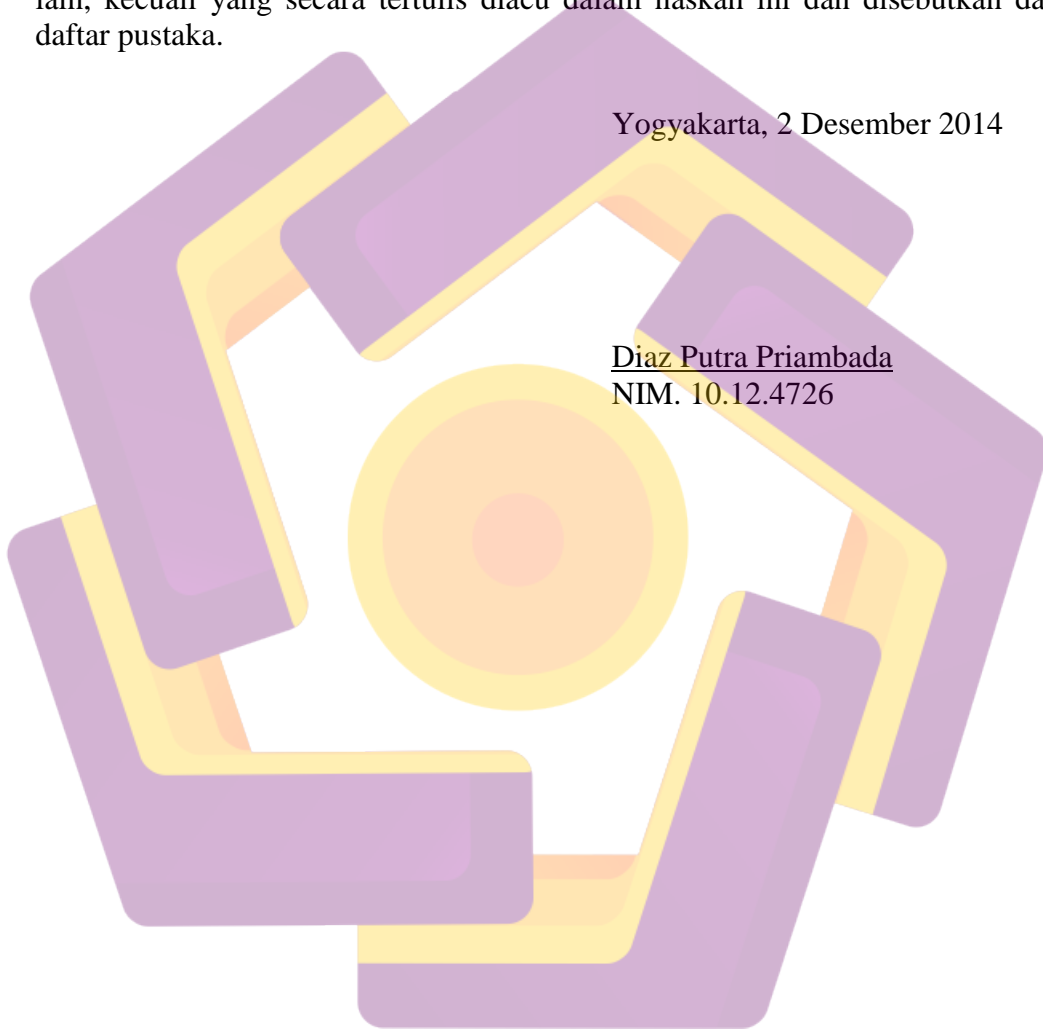 lain, kecuali yang secara tertulis diacu dalam naskah ini dan disebutkan
daftar pustaka.
Yogyakarta, 2 Desember 2014
Diaz Putra Priambada
NIM. 10.12.4726